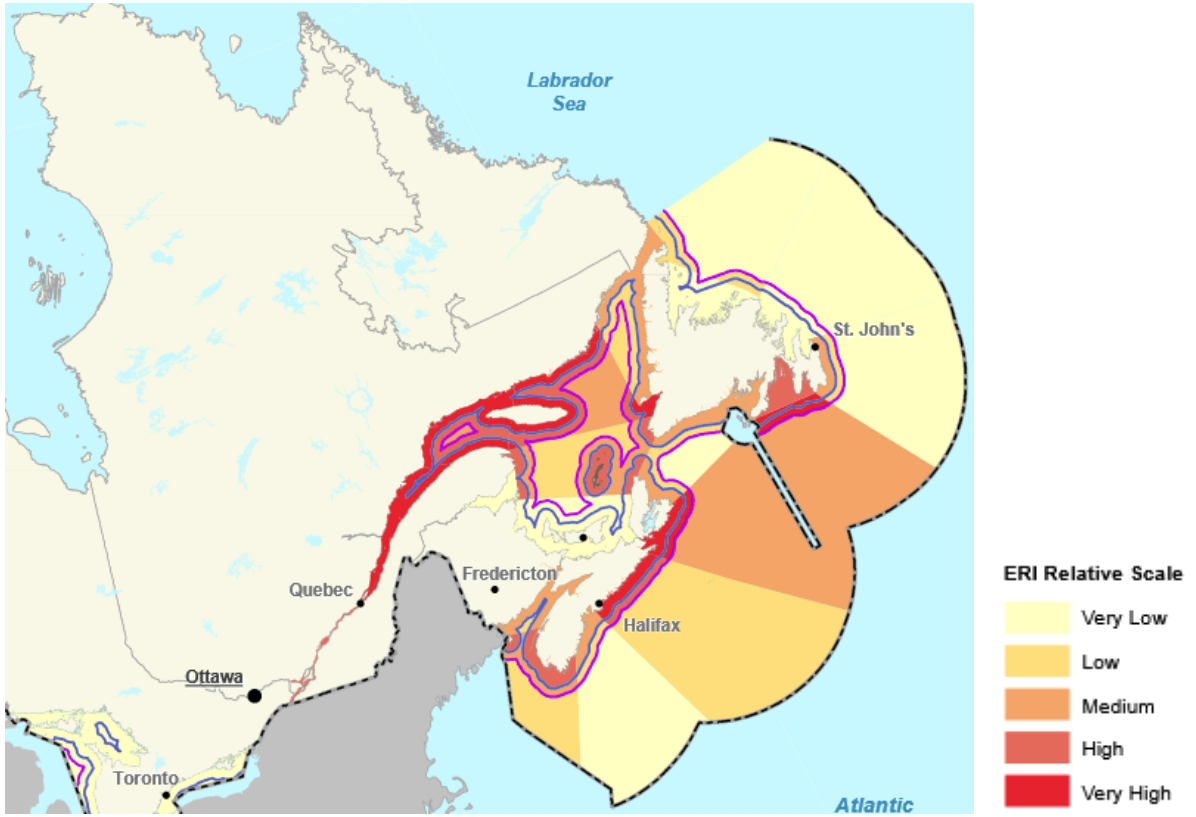 Labrador
Sea
St. John's
Quebec
Fredericton
Halifax
Ottawa
Toronto
Atlantic
ERI Relative Scale
Very Low
Low
Medium
High
Very High